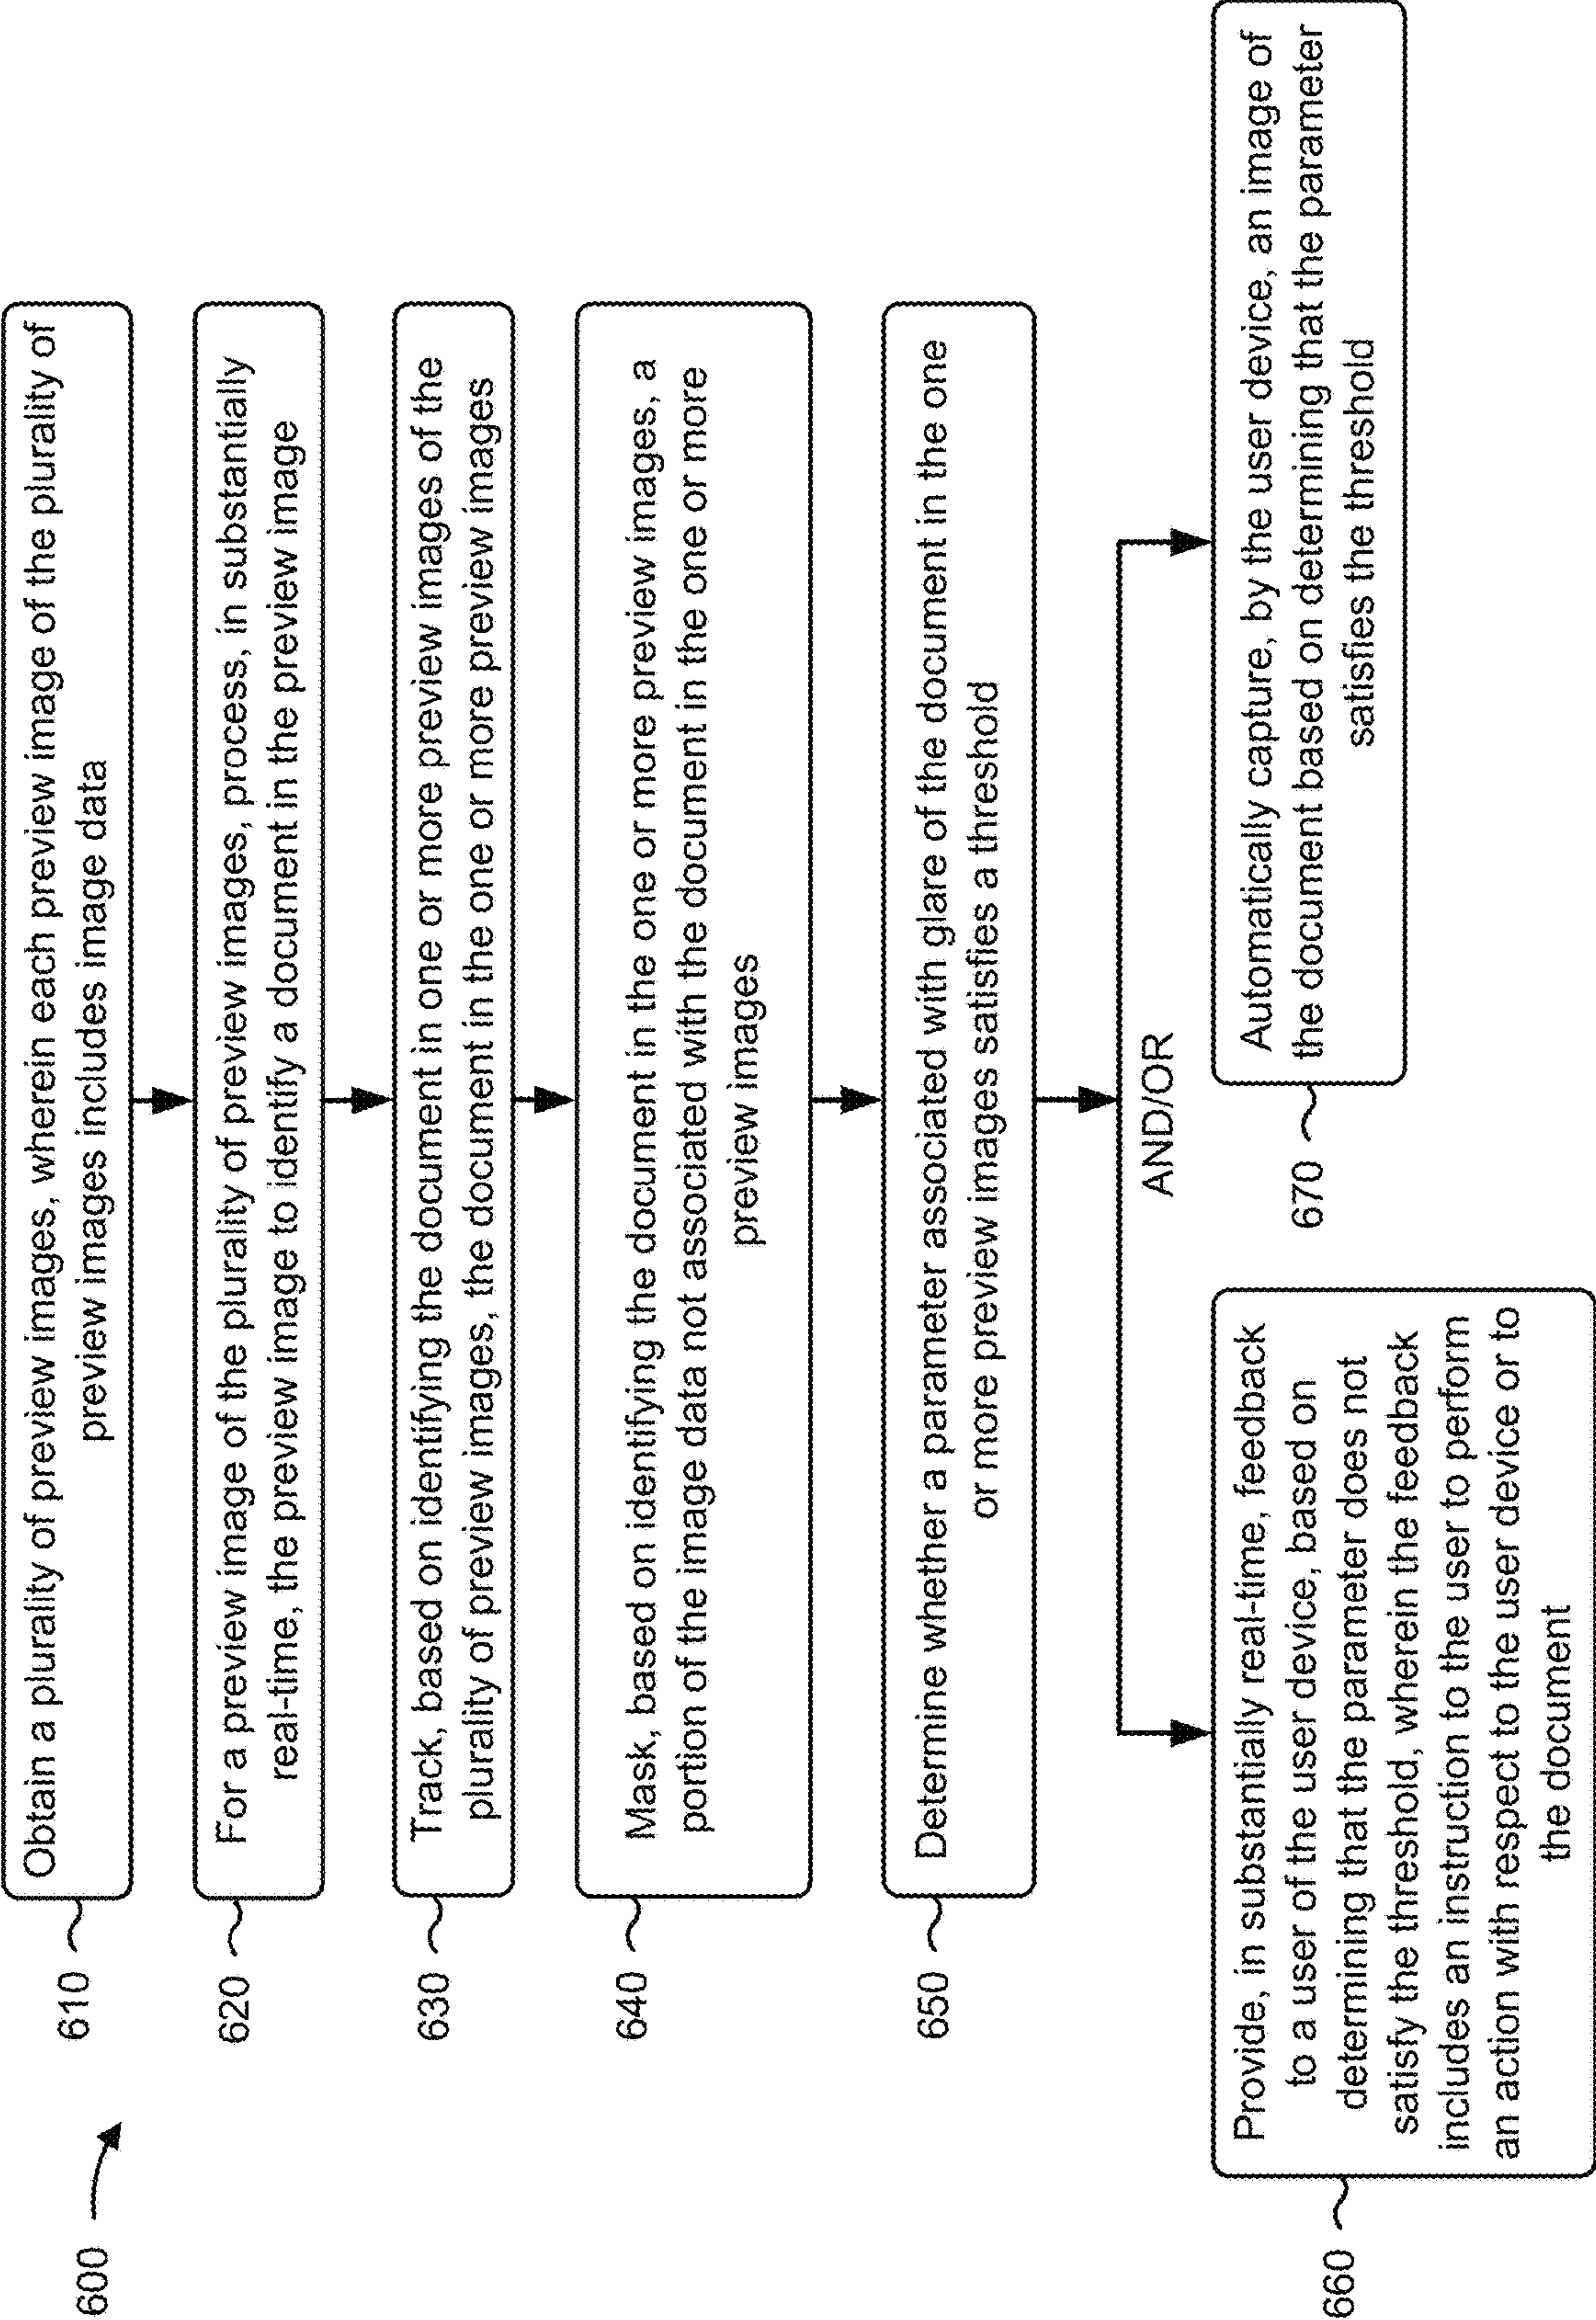 600
610
Obtain a plurality of preview images, wherein each preview image of the plurality of
preview images includes image data
620
For a preview image of the plurality of preview images, process, in substantially
real-time, the preview image to identify a document in the preview image
630
Track, based on identifying the document in one or more preview images of the
plurality of preview images, the document in the one or more preview images
640
Mask, based on identifying the document in the one or more preview images, a
portion of the image data not associated with the document in the one or more
preview images
650
Determine whether a parameter associated with glare of the document in the one
or more preview images satisfies a threshold
AND/OR
660
Provide, in substantially real-time, feedback
to a user of the user device, based on
determining that the parameter does not
satisfy the threshold, wherein the feedback
includes an instruction to the user to perform
an action with respect to the user device or to
the document
670
Automatically capture, by the user device, an image of
the document based on determining that the parameter
satisfies the threshold